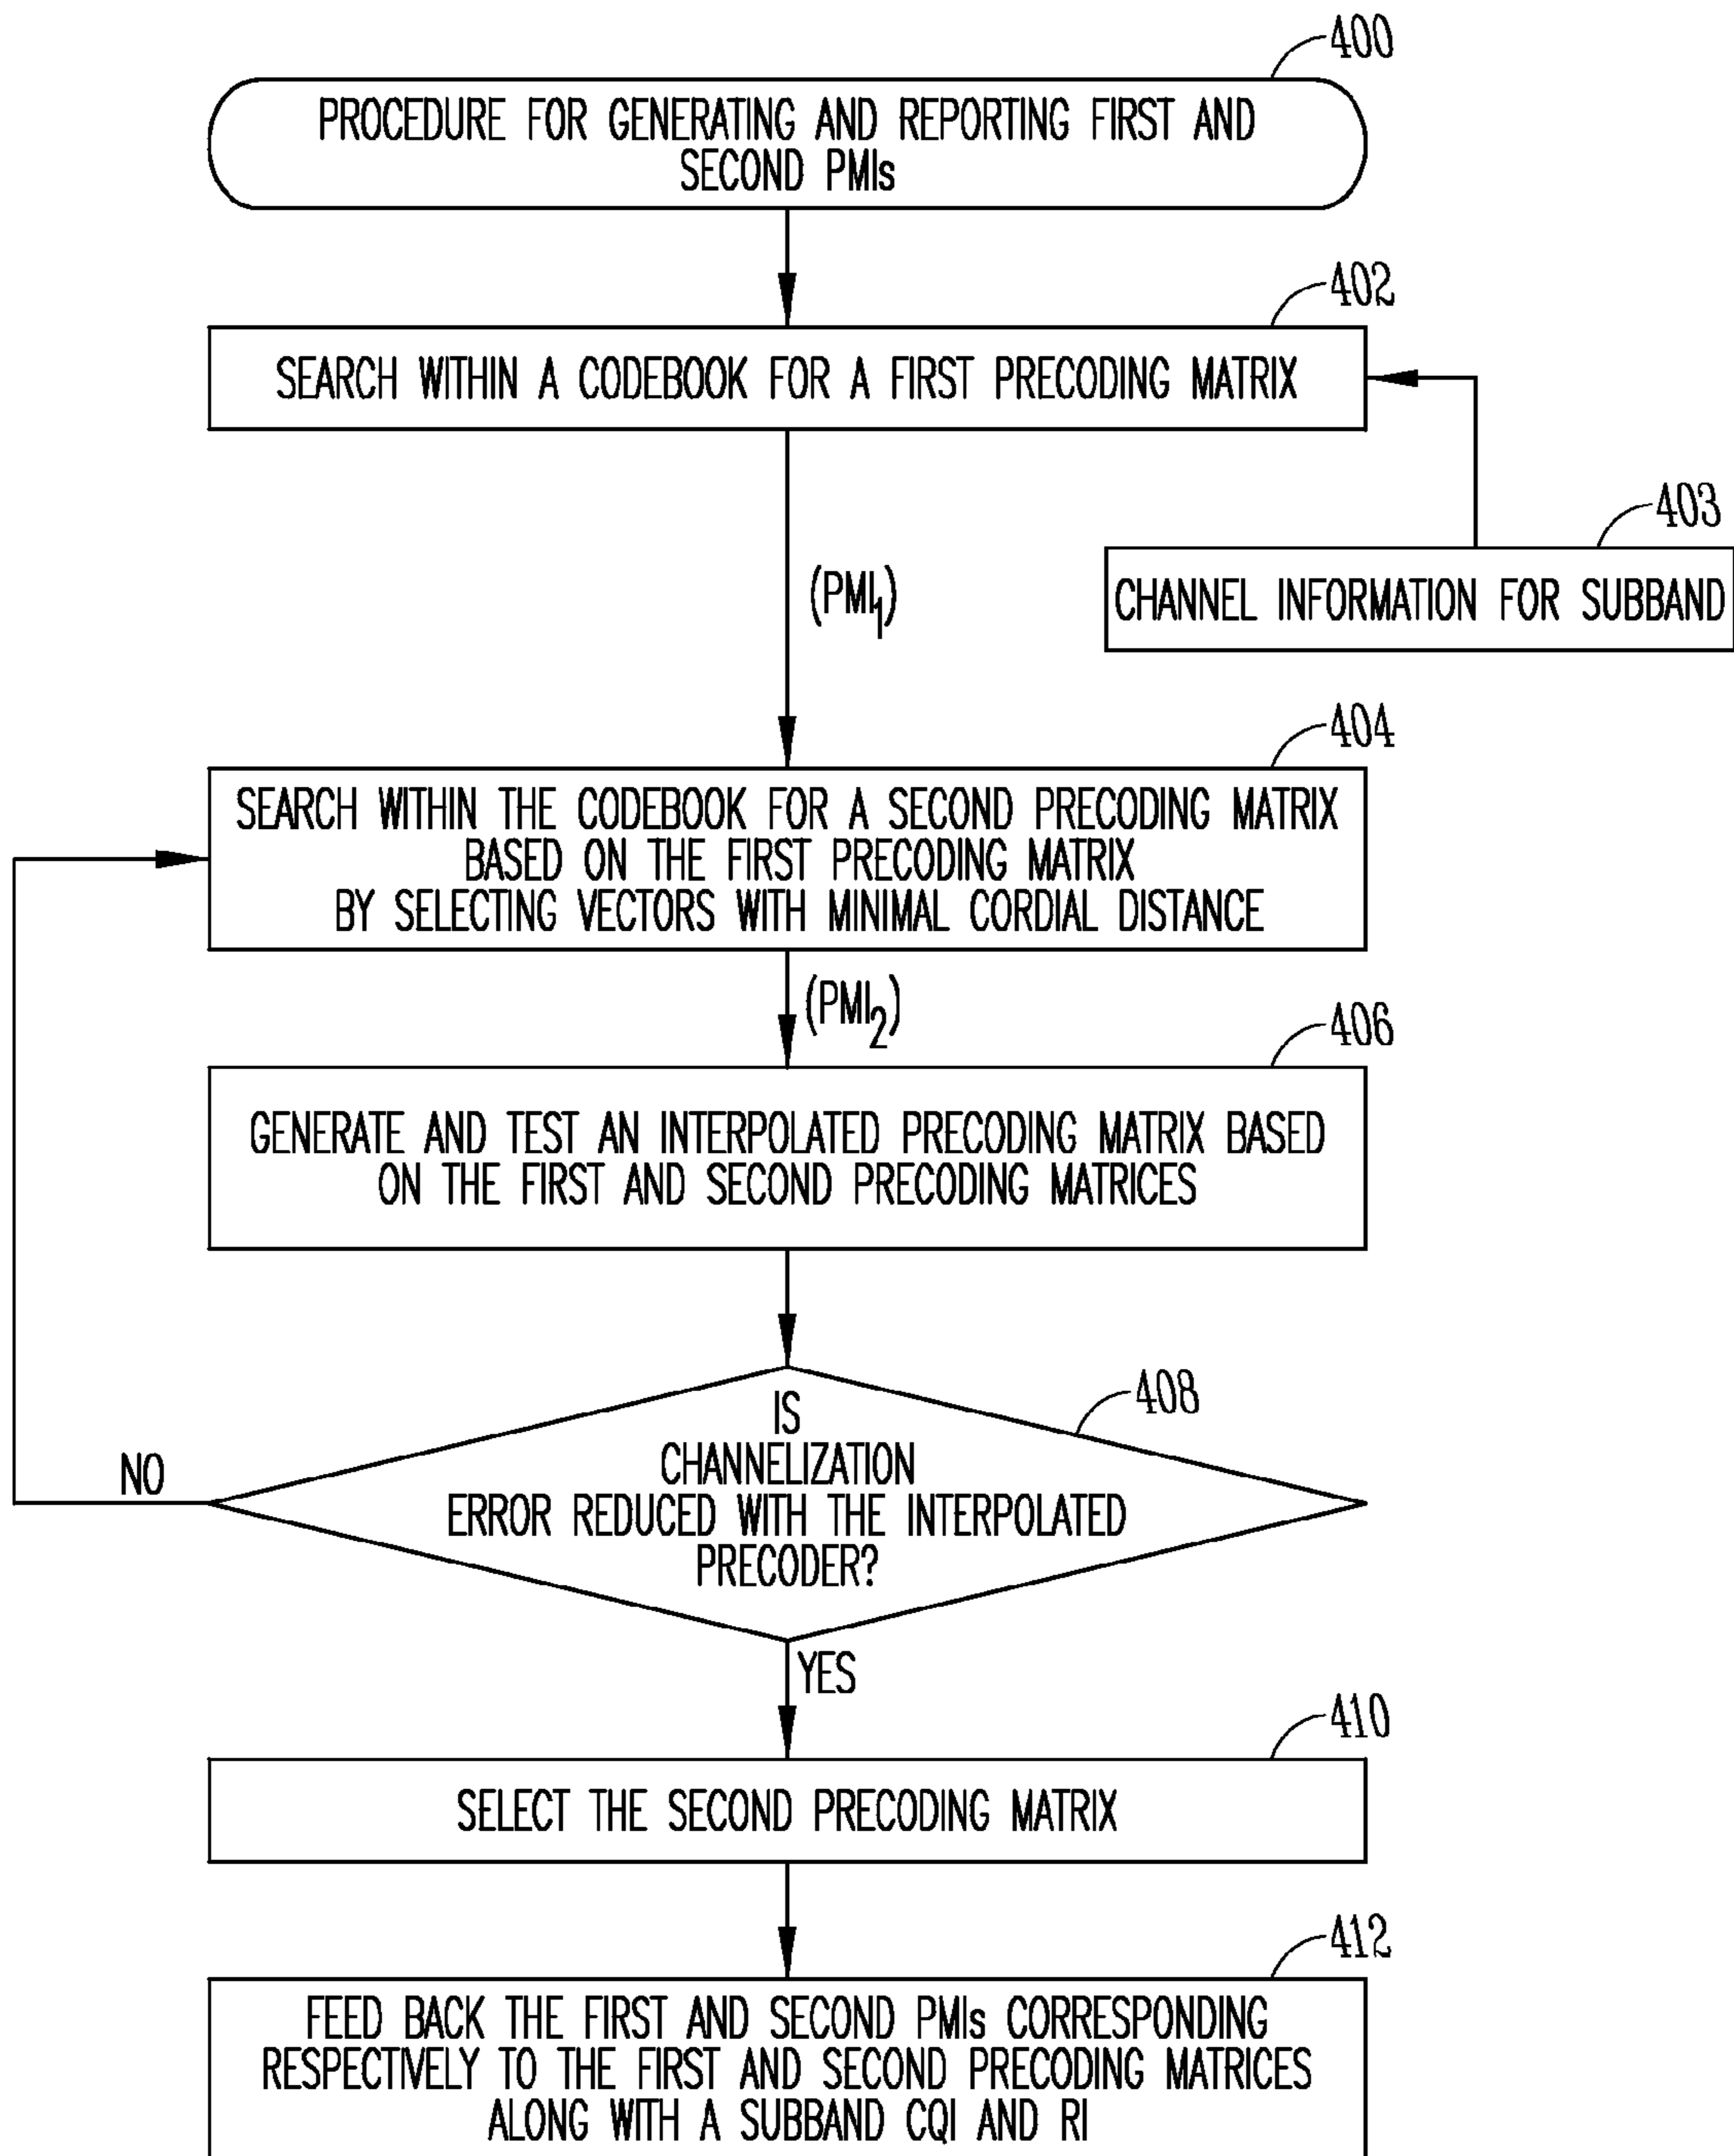 400
PROCEDURE FOR GENERATING AND REPORTING FIRST AND
SECOND PMIs
402
SEARCH WITHIN A CODEBOOK FOR A FIRST PRECODING MATRIX
403
CHANNEL INFORMATION FOR SUBBAND
(PMI1)
404
SEARCH WITHIN THE CODEBOOK FOR A SECOND PRECODING MATRIX
BASED ON THE FIRST PRECODING MATRIX
BY SELECTING VECTORS WITH MINIMAL CORDIAL DISTANCE
(PMI2)
406
GENERATE AND TEST AN INTERPOLATED PRECODING MATRIX BASED
ON THE FIRST AND SECOND PRECODING MATRICES
408
IS
CHANNELIZATION
ERROR REDUCED WITH THE INTERPOLATED
PRECODER?
NO
YES
410
SELECT THE SECOND PRECODING MATRIX
412
FEED BACK THE FIRST AND SECOND PMIs CORRESPONDING
RESPECTIVELY TO THE FIRST AND SECOND PRECODING MATRICES
ALONG WITH A SUBBAND CQI AND RI